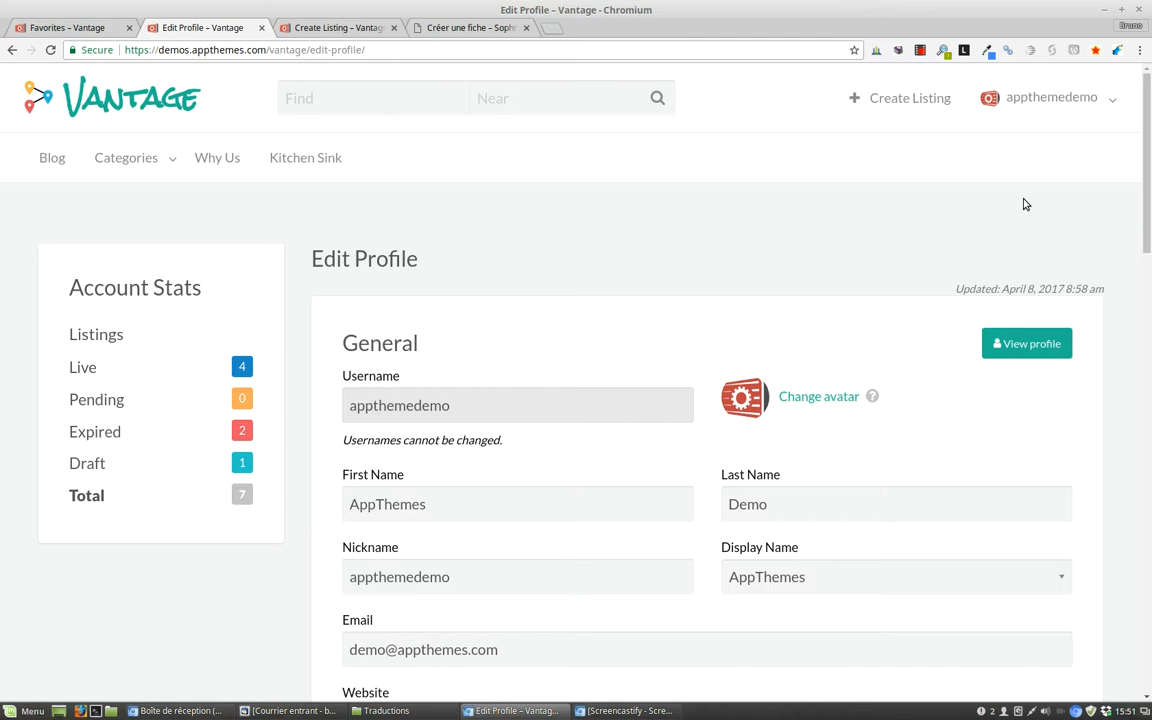 Edit Profile – Vantage - Chromium
Favorites – Vantage
Edit Profile – Vantage
Create Listing – Vantag
Créer une fiche – Soph
Bruno
Secure
https://demos.appthemes.com/vantage/edit-profile/
VANTAGE
Find
Near
Create Listing
appthemedemo
Blog
Categories
Why Us
Kitchen Sink
Account Stats
Listings
Live 4
Pending 0
Expired 2
Draft 1
Total 7
Edit Profile
Updated: April 8, 2017 8:58 am
General
View profile
Username
appthemedemo
Change avatar ?
Usernames cannot be changed.
First Name
Last Name
AppThemes
Demo
Nickname
Display Name
appthemedemo
AppThemes
Email
demo@appthemes.com
Website
Menu
Boîte de réception (...
[Courrier entrant - b...
Traductions
Edit Profile – Vantag...
[Screencastify - Scre...
2
15:51